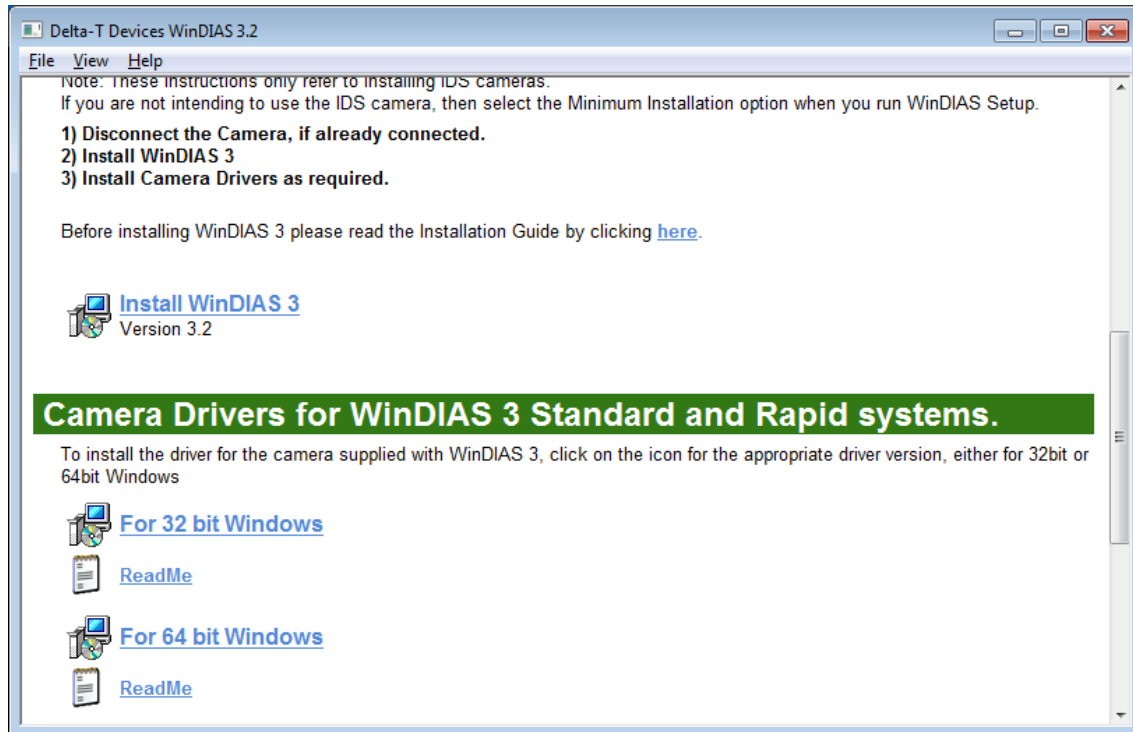 Delta-T Devices WinDIAS 3.2
File View Help
Note: These instructions only refer to installing IDS cameras.
If you are not intending to use the IDS camera, then select the Minimum Installation option when you run WinDIAS Setup.
1) Disconnect the Camera, if already connected.
2) Install WinDIAS 3
3) Install Camera Drivers as required.
Before installing WinDIAS 3 please read the Installation Guide by clicking here.
Install WinDIAS 3
Version 3.2
Camera Drivers for WinDIAS 3 Standard and Rapid systems.
To install the driver for the camera supplied with WinDIAS 3, click on the icon for the appropriate driver version, either for 32bit or
64bit Windows
For 32 bit Windows
ReadMe
For 64 bit Windows
ReadMe